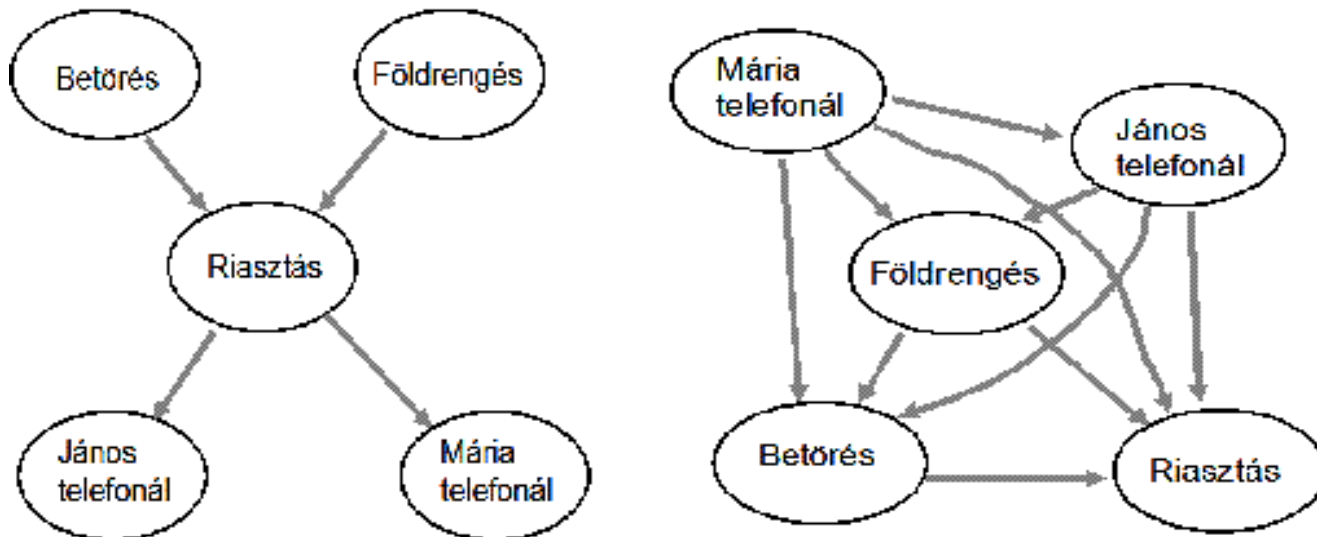 Betörés
Földrengés
Riasztás
János
telefonál
Mária
telefonál
Mária
telefonál
János
telefonál
Földrengés
Betörés
Riasztás